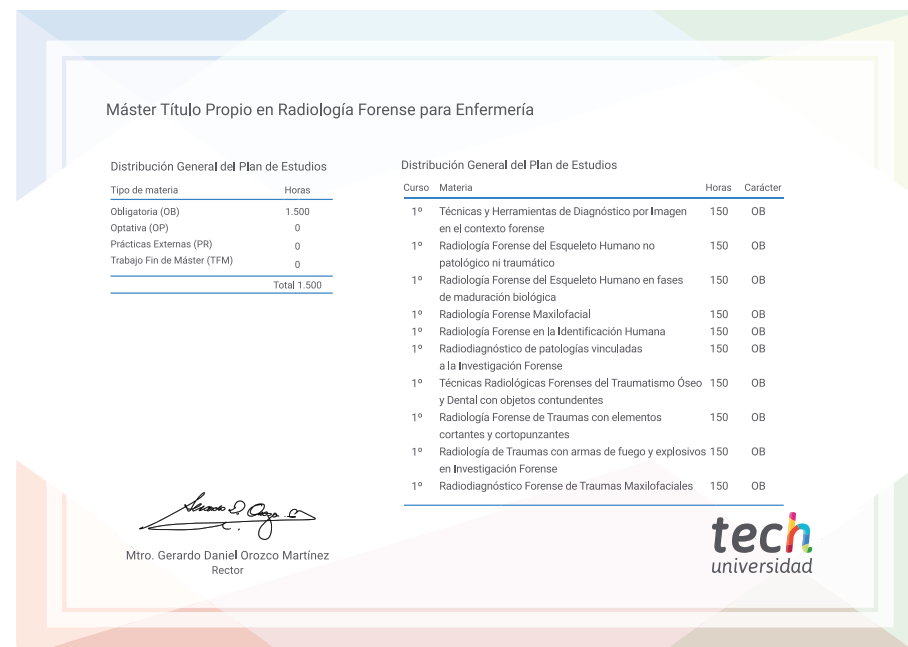 Máster Título Propio en Radiología Forense para Enfermería
Distribución General del Plan de Estudios
Tipo de materia Horas
Obligatoria (OB) 1.500
Optativa (OP) 0
Prácticas Externas (PR) 0
Trabajo Fin de Máster (TFM) 0
Total 1.500
Distribución General del Plan de Estudios
Curso Materia Horas Carácter
1º Técnicas y Herramientas de Diagnóstico por Imagen 150 OB
en el contexto forense
1º Radiología Forense del Esqueleto Humano no 150 OB
patológico ni traumático
1º Radiología Forense del Esqueleto Humano en fases 150 OB
de maduración biológica
1º Radiología Forense Maxilofacial 150 OB
1º Radiología Forense en la Identificación Humana 150 OB
1º Radiodiagnóstico de patologías vinculadas 150 OB
a la Investigación Forense
1º Técnicas Radiológicas Forenses del Traumatismo Óseo 150 OB
y Dental con objetos contundentes
1º Radiología Forense de Traumas con elementos 150 OB
cortantes y cortopunzantes
1º Radiología de Traumas con armas de fuego y explosivos 150 OB
en Investigación Forense
1º Radiodiagnóstico Forense de Traumas Maxilofaciales 150 OB
Mtro. Gerardo Daniel Orozco Martínez
Rector
tech
universidad